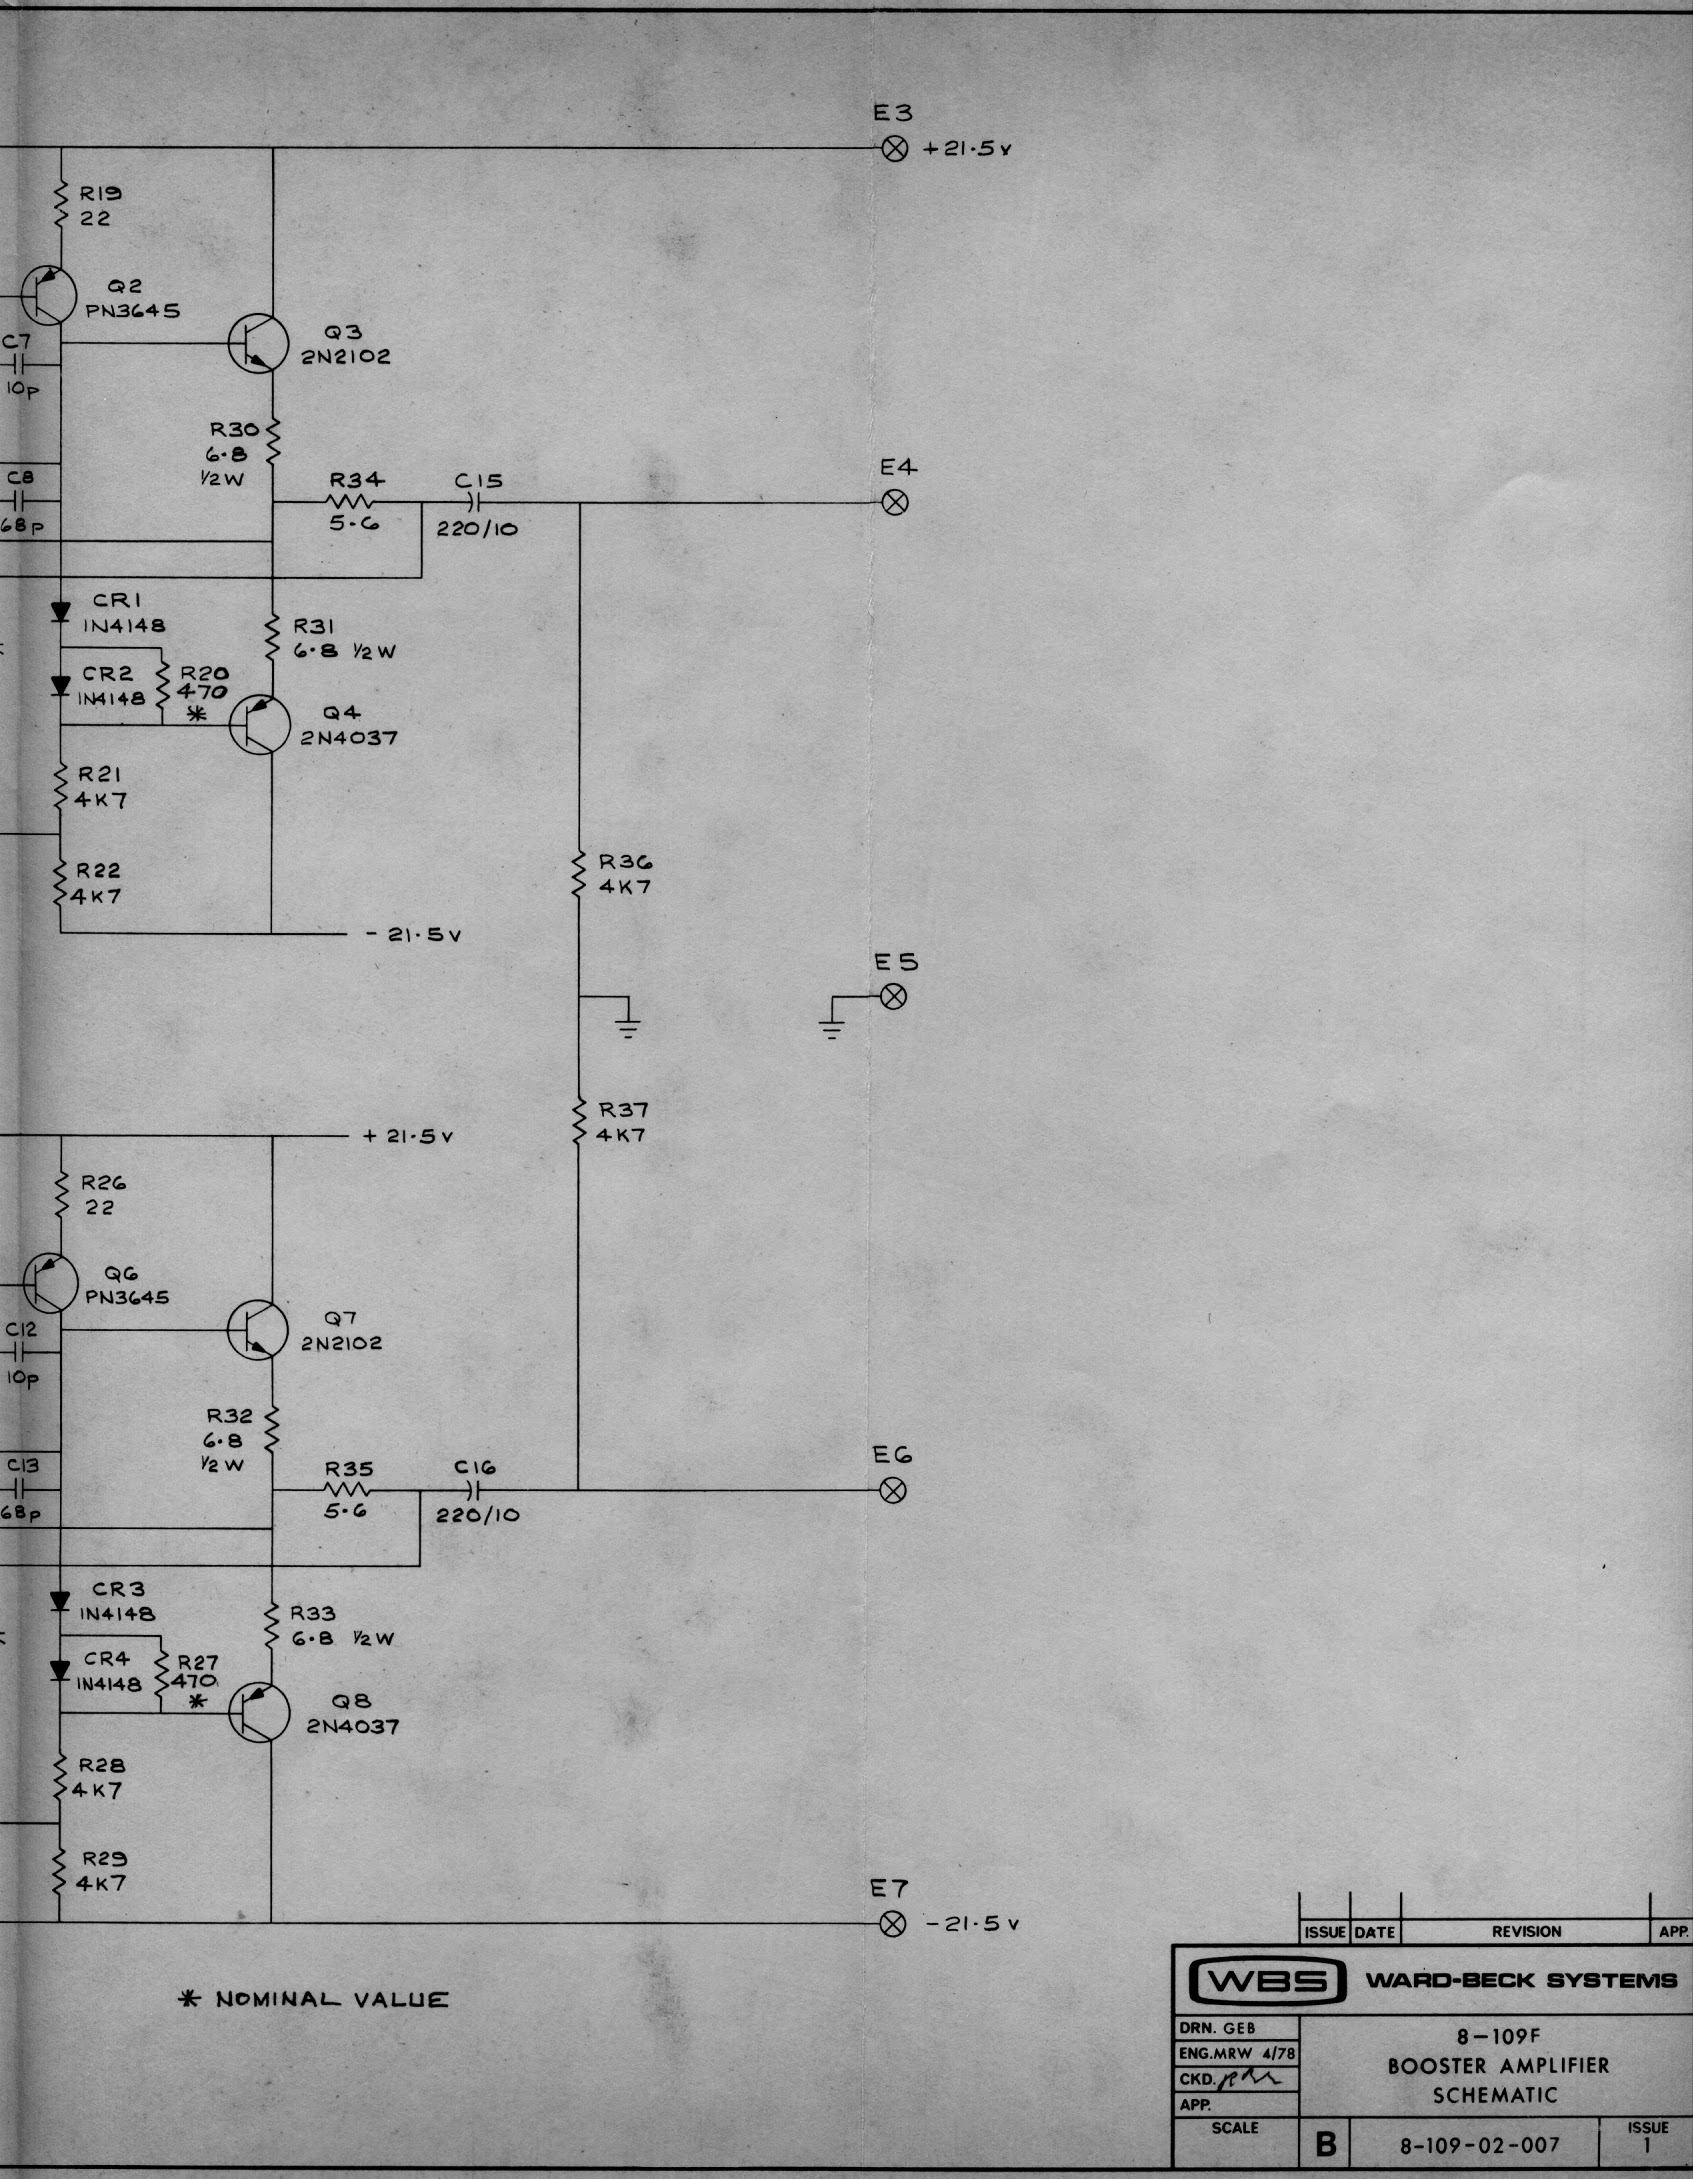 E3
+21.5V
R19
22
Q2
PN3645
C7
10p
Q3
2N2102
R30
6.8
1/2W
E4
C8
68p
R34
5.6
C15
220/10
CR1
1N4148
R31
6.8 1/2W
CR2
1N4148
R20
470
*
Q4
2N4037
R21
4K7
R22
4K7
R36
4K7
- 21.5V
E5
R37
4K7
+ 21.5V
R26
22
Q6
PN3645
C12
10p
Q7
2N2102
R32
6.8
1/2W
E6
C13
68p
R35
5.6
C16
220/10
CR3
1N4148
R33
6.8 1/2W
CR4
1N4148
R27
470
*
Q8
2N4037
R28
4K7
R29
4K7
E7
-21.5V
* NOMINAL VALUE
ISSUE DATE REVISION APP.
WBS WARD-BECK SYSTEMS
DRN. GEB
ENG.MRW 4/78
CKD.
APP.
SCALE
8-109F
BOOSTER AMPLIFIER
SCHEMATIC
B
8-109-02-007
ISSUE
1